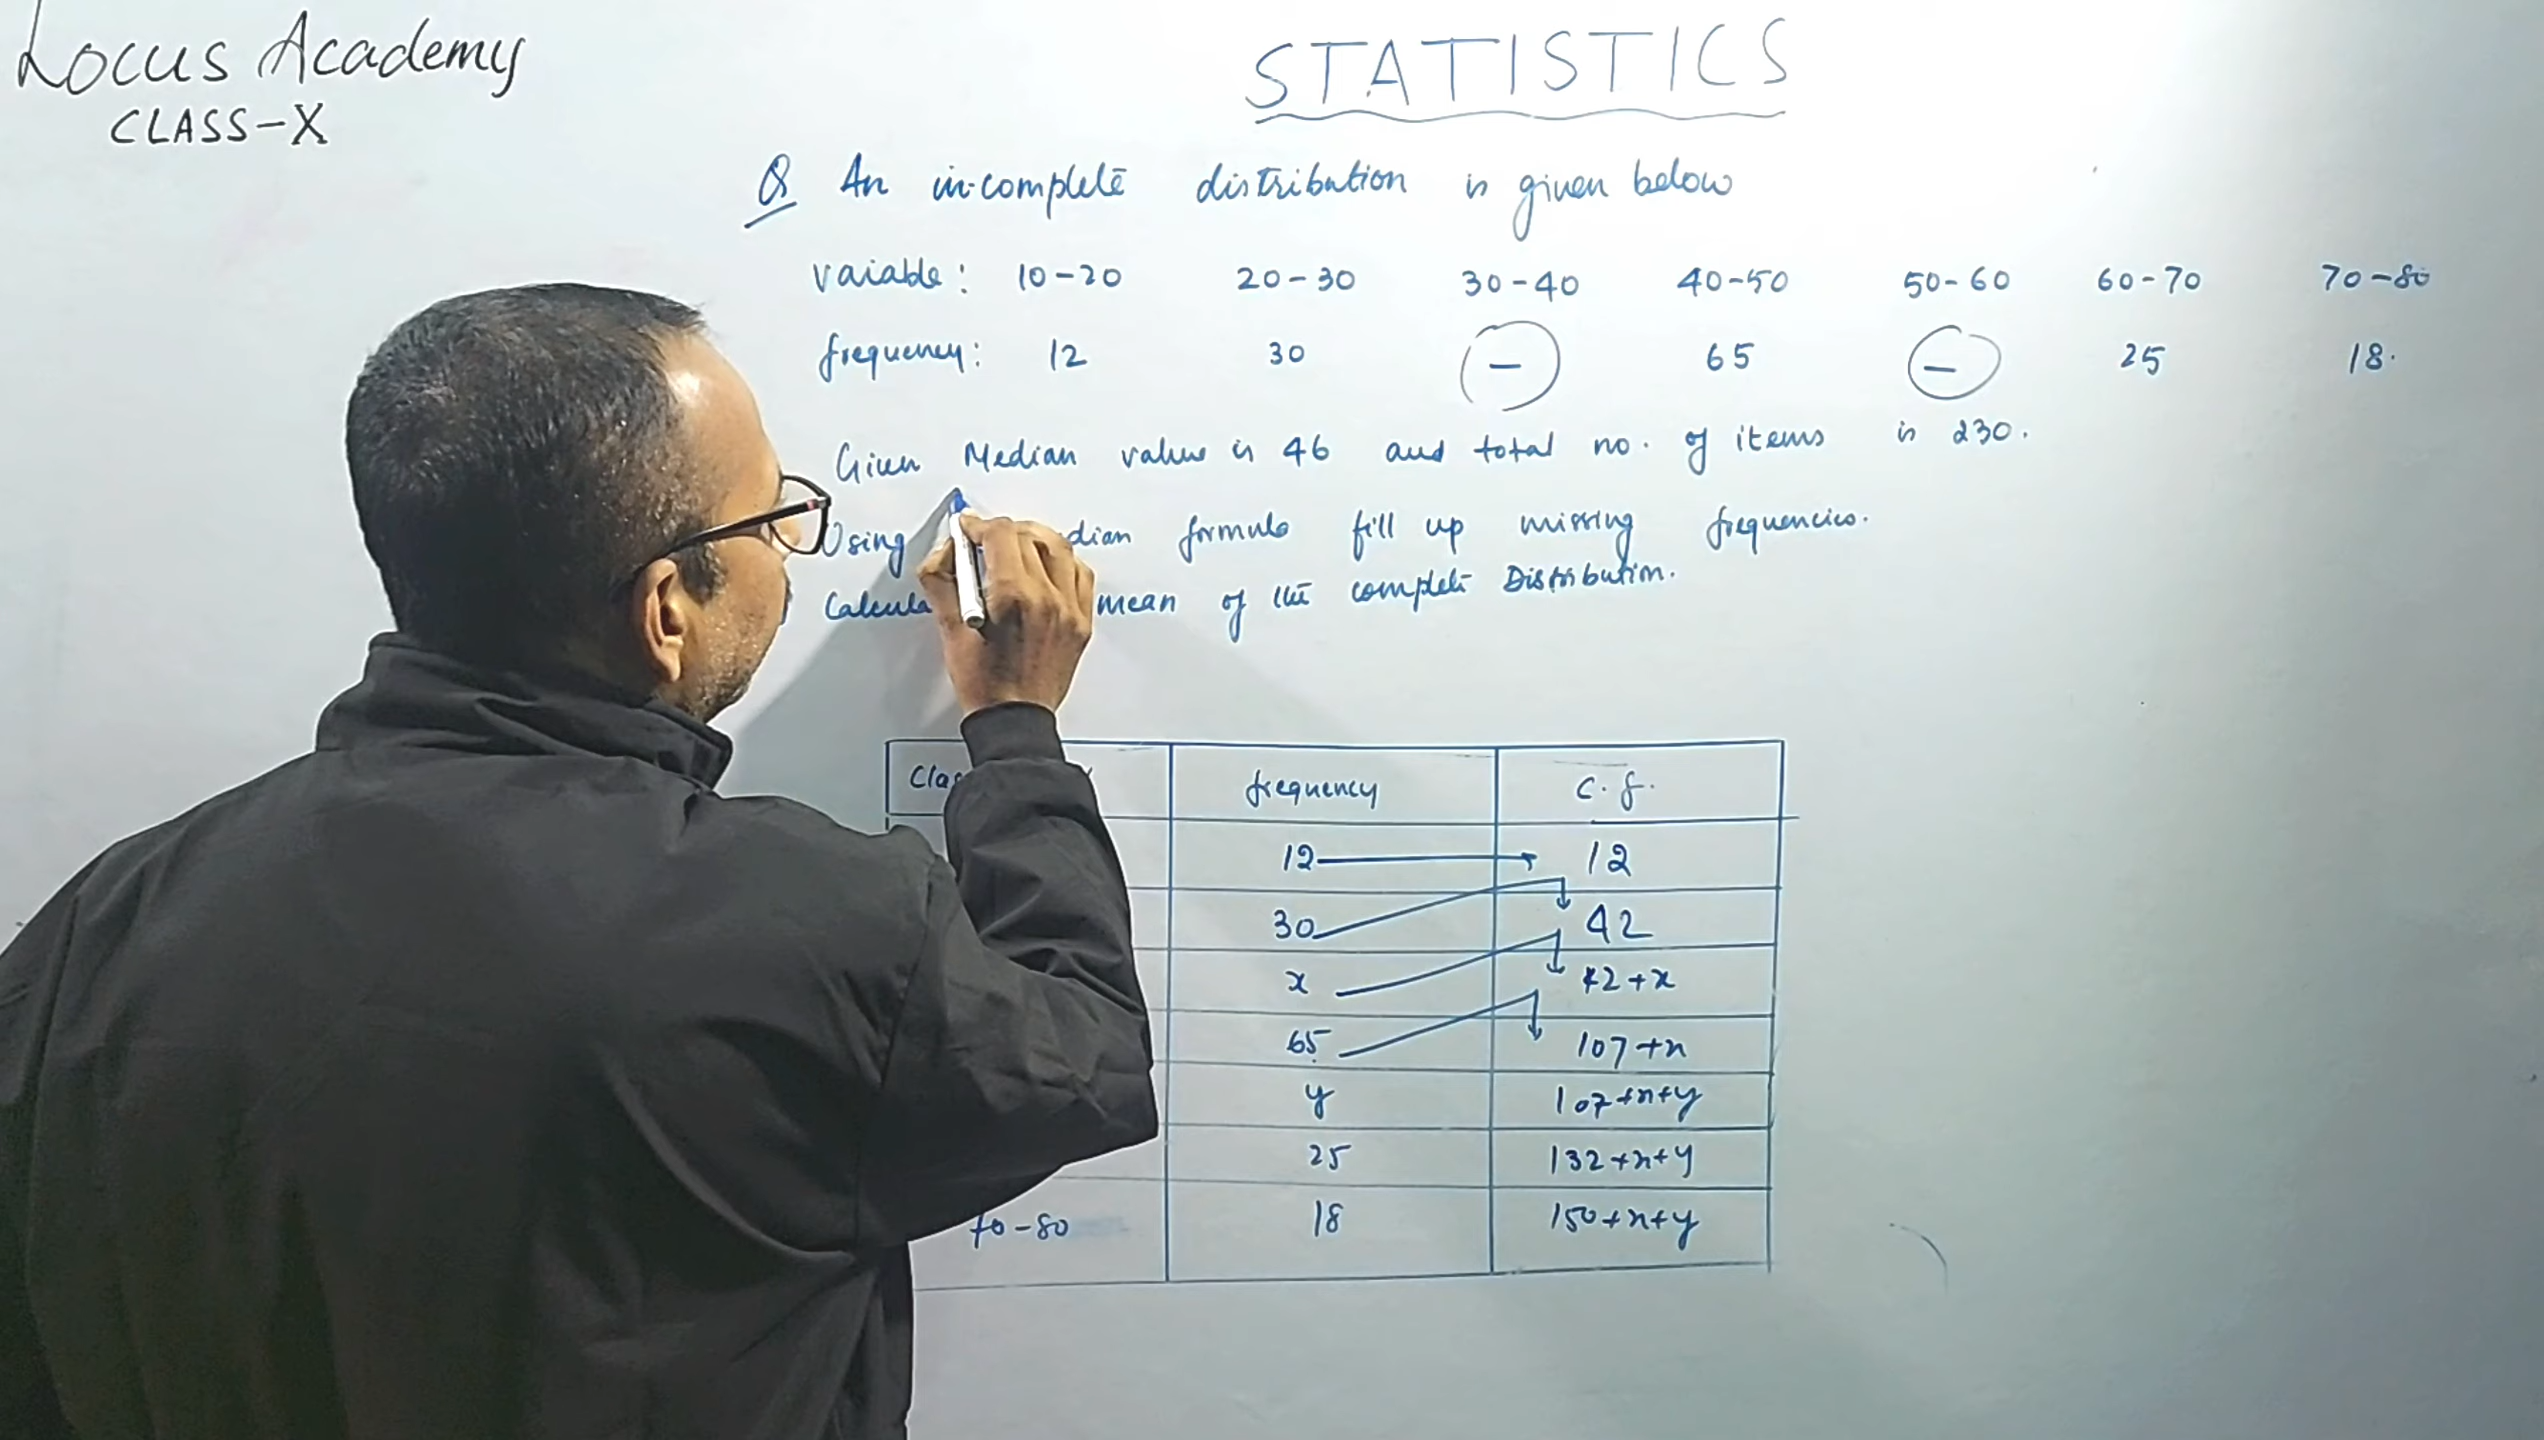 Locus Academy
CLASS-X
STATISTICS
Q An in-complete distribution is given below
vaiable: 10-20 20-30 30-40 40-50 50-60 60-70 70-80
frequency: 12 30 - 65 - 25 18.
Given Median value is 46 and total no. of items is 230.
Using dian formula fill up missing frequencies.
Calcula mean of the complete Distribution.
Clas frequency c.f.
12 12
30 42
x 42+x
65 107+x
y 107+x+y
25 132+x+y
70-80 18 150+x+y